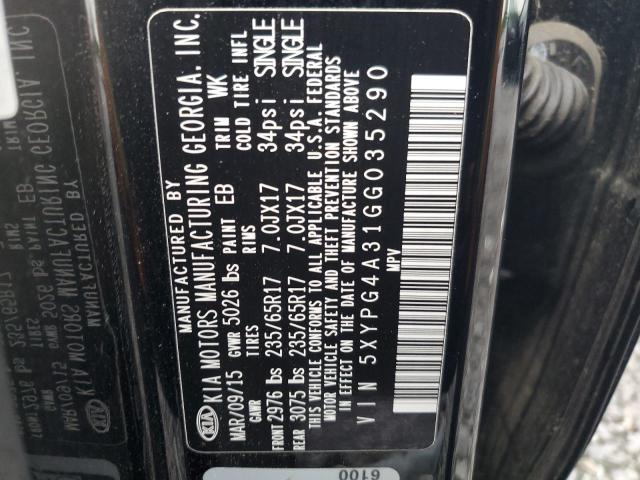 MANUFACTURED BY
KIA KIA MOTORS MANUFACTURING GEORGIA. INC.
MAR/09/15 GVWR 5026 lbs PAINT EB TRIM WK
GAWR TIRES RIMS COLD TIRE INFL
FRONT 2976 lbs 235/65R17 7.0JX17 34psi SINGLE
REAR 3075 lbs 235/65R17 7.0JX17 34psi SINGLE
THIS VEHICLE CONFORMS TO ALL APPLICABLE U.S.A. FEDERAL
MOTOR VEHICLE SAFETY AND THEFT PREVENTION STANDARDS
IN EFFECT ON THE DATE OF MANUFACTURE SHOWN ABOVE
VIN 5XYPG4A31GG035290
MPV
6100